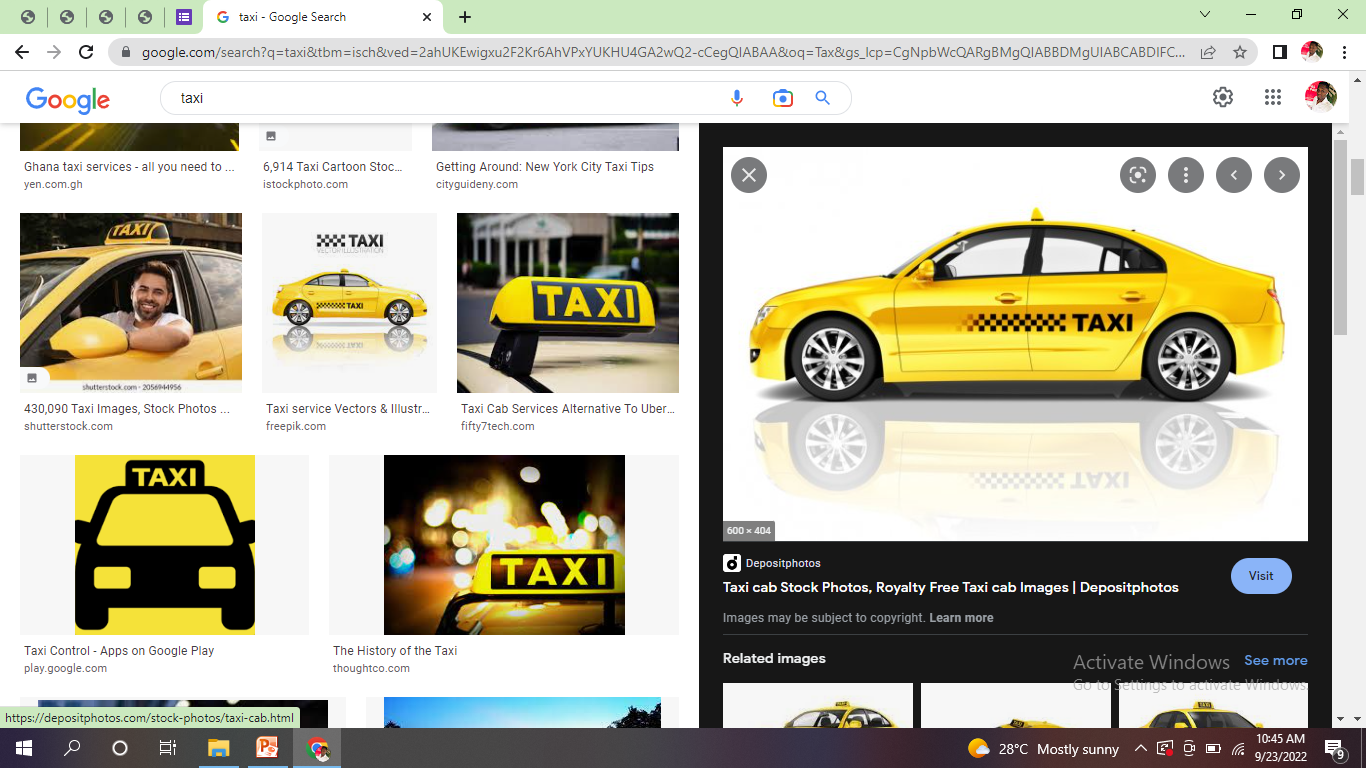 taxi - Google Search
google.com/search?q=taxi&tbm=isch&ved=2ahUKEwigxu2F2Kr6AhVPxYUKHU4GA2wQ2-cCegQIABAA&oq=Tax&gs_lcp=CgNpbWcQARgBMgQIABBDMgUIABCABDIFC...
Google
taxi
Ghana taxi services - all you need to ...
yen.com.gh
6,914 Taxi Cartoon Stoc...
istockphoto.com
Getting Around: New York City Taxi Tips
cityguideny.com
TAXI
shutterstock.com · 2056944956
430,090 Taxi Images, Stock Photos ...
shutterstock.com
TAXI
VECTOR ILLUSTRATION
TAXI
Taxi service Vectors & Illustr...
freepik.com
TAXI
Taxi Cab Services Alternative To Uber...
fifty7tech.com
TAXI
Taxi Control - Apps on Google Play
play.google.com
TAXI
The History of the Taxi
thoughtco.com
TAXI
600 × 404
Depositphotos
Taxi cab Stock Photos, Royalty Free Taxi cab Images | Depositphotos
Visit
Images may be subject to copyright. Learn more
Related images
See more
Activate Windows
Go to Settings to activate Windows.
https://depositphotos.com/stock-photos/taxi-cab.html
28°C Mostly sunny
10:45 AM
9/23/2022
9